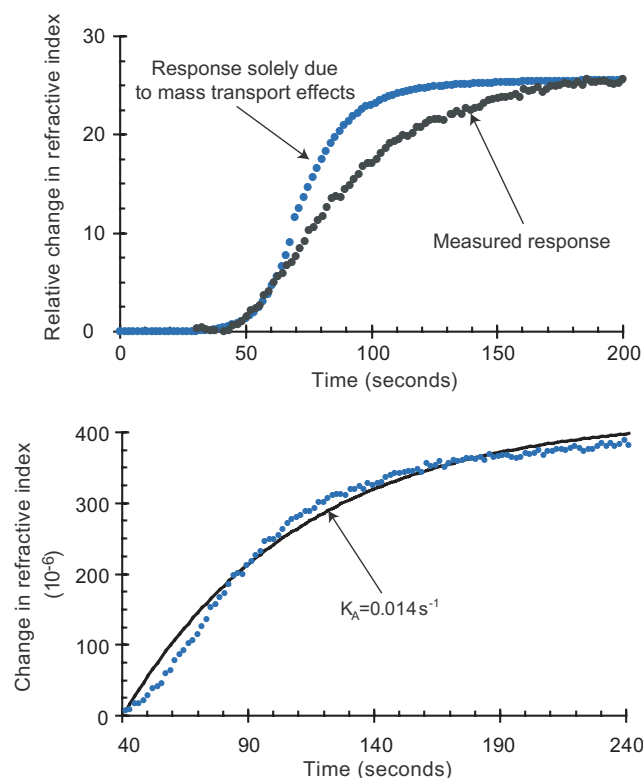 30
20
10
0
Relative change in refractive index
Response solely due
to mass transport effects
Measured response
0 50 100 150 200
Time (seconds)
400
300
200
100
0
Change in refractive index
(10-6)
KA=0.014 s-1
40 90 140 190 240
Time (seconds)